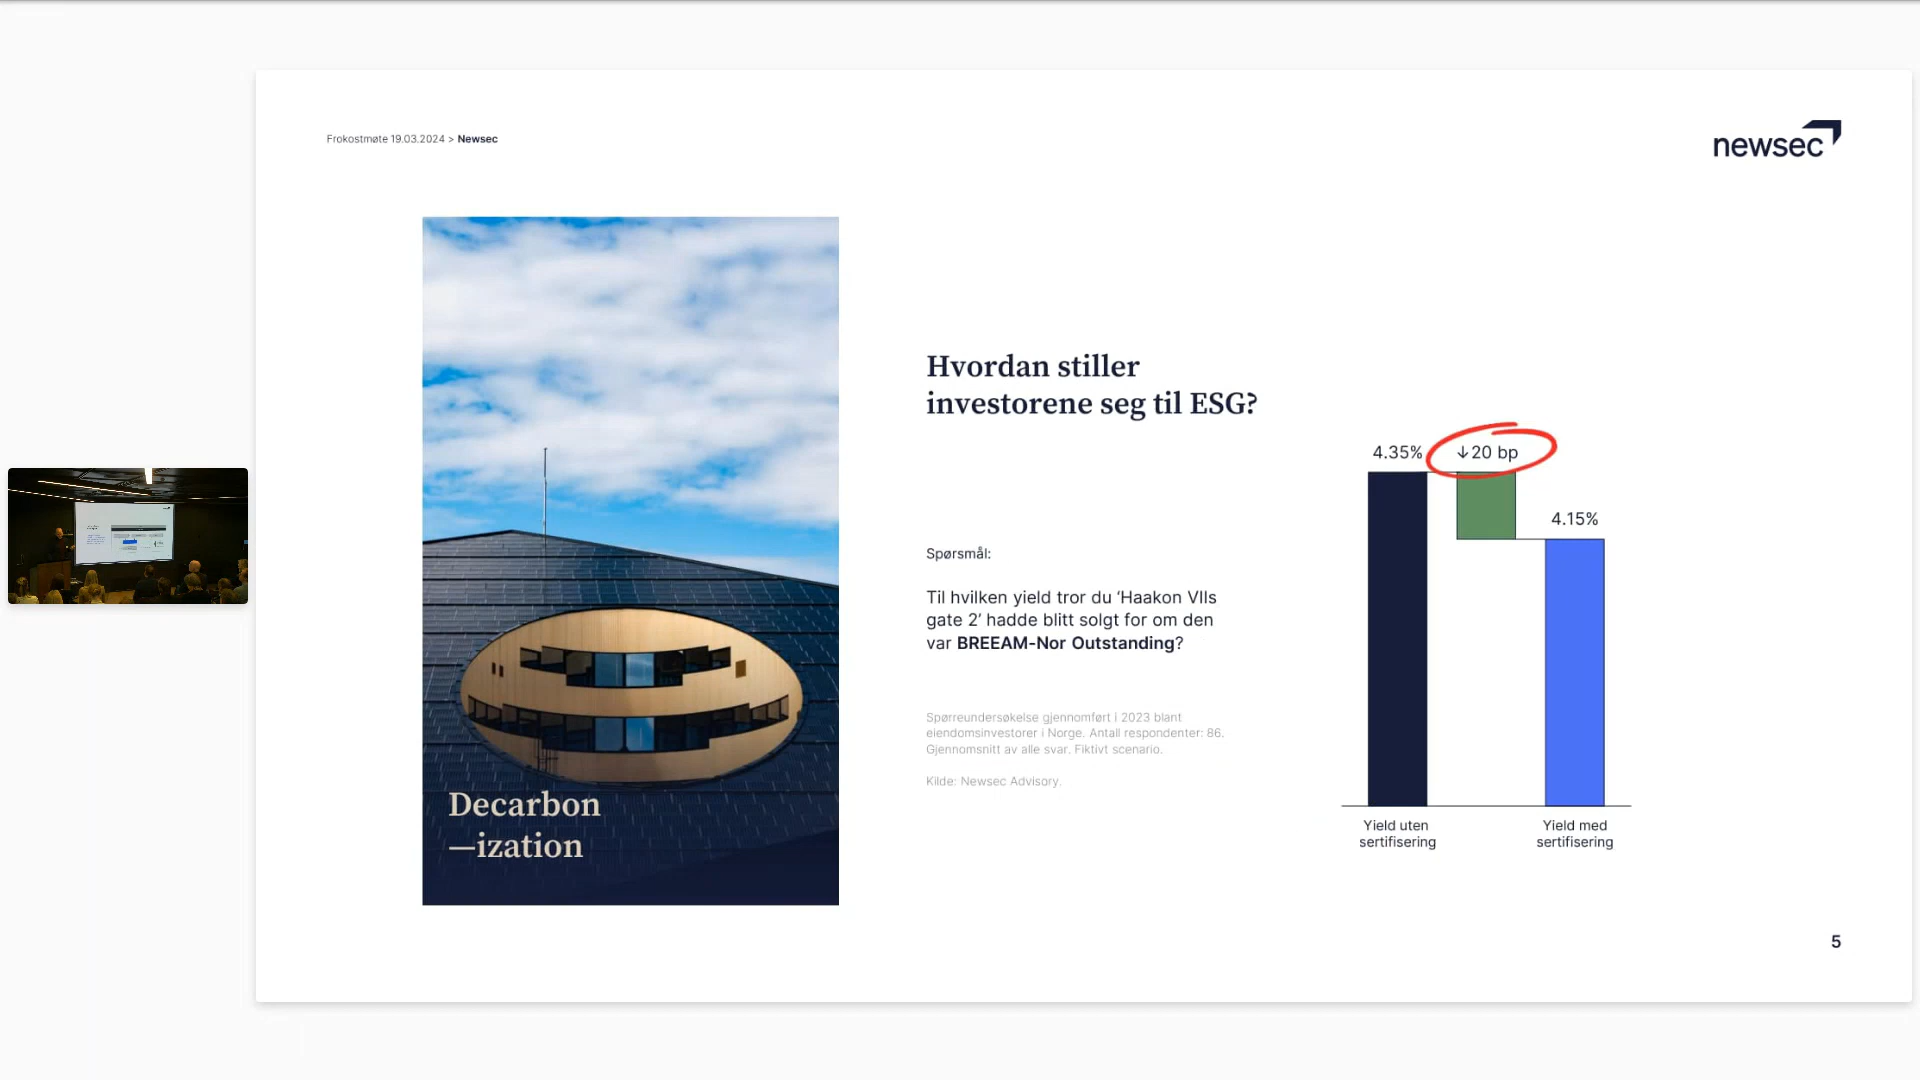 Frokostmøte 19.03.2024 > Newsec
newsec
Hvordan stiller
investorene seg til ESG?
Spørsmål:
Til hvilken yield tror du ‘Haakon VIIs
gate 2’ hadde blitt solgt for om den
var BREEAM-Nor Outstanding?
Spørreundersøkelse gjennomført i 2023 blant
eiendomsinvestorer i Norge. Antall respondenter: 86.
Gjennomsnitt av alle svar. Fiktivt scenario.
Kilde: Newsec Advisory.
Decarbon
—ization
4.35%
↓20 bp
4.15%
Yield uten
sertifisering
Yield med
sertifisering
5